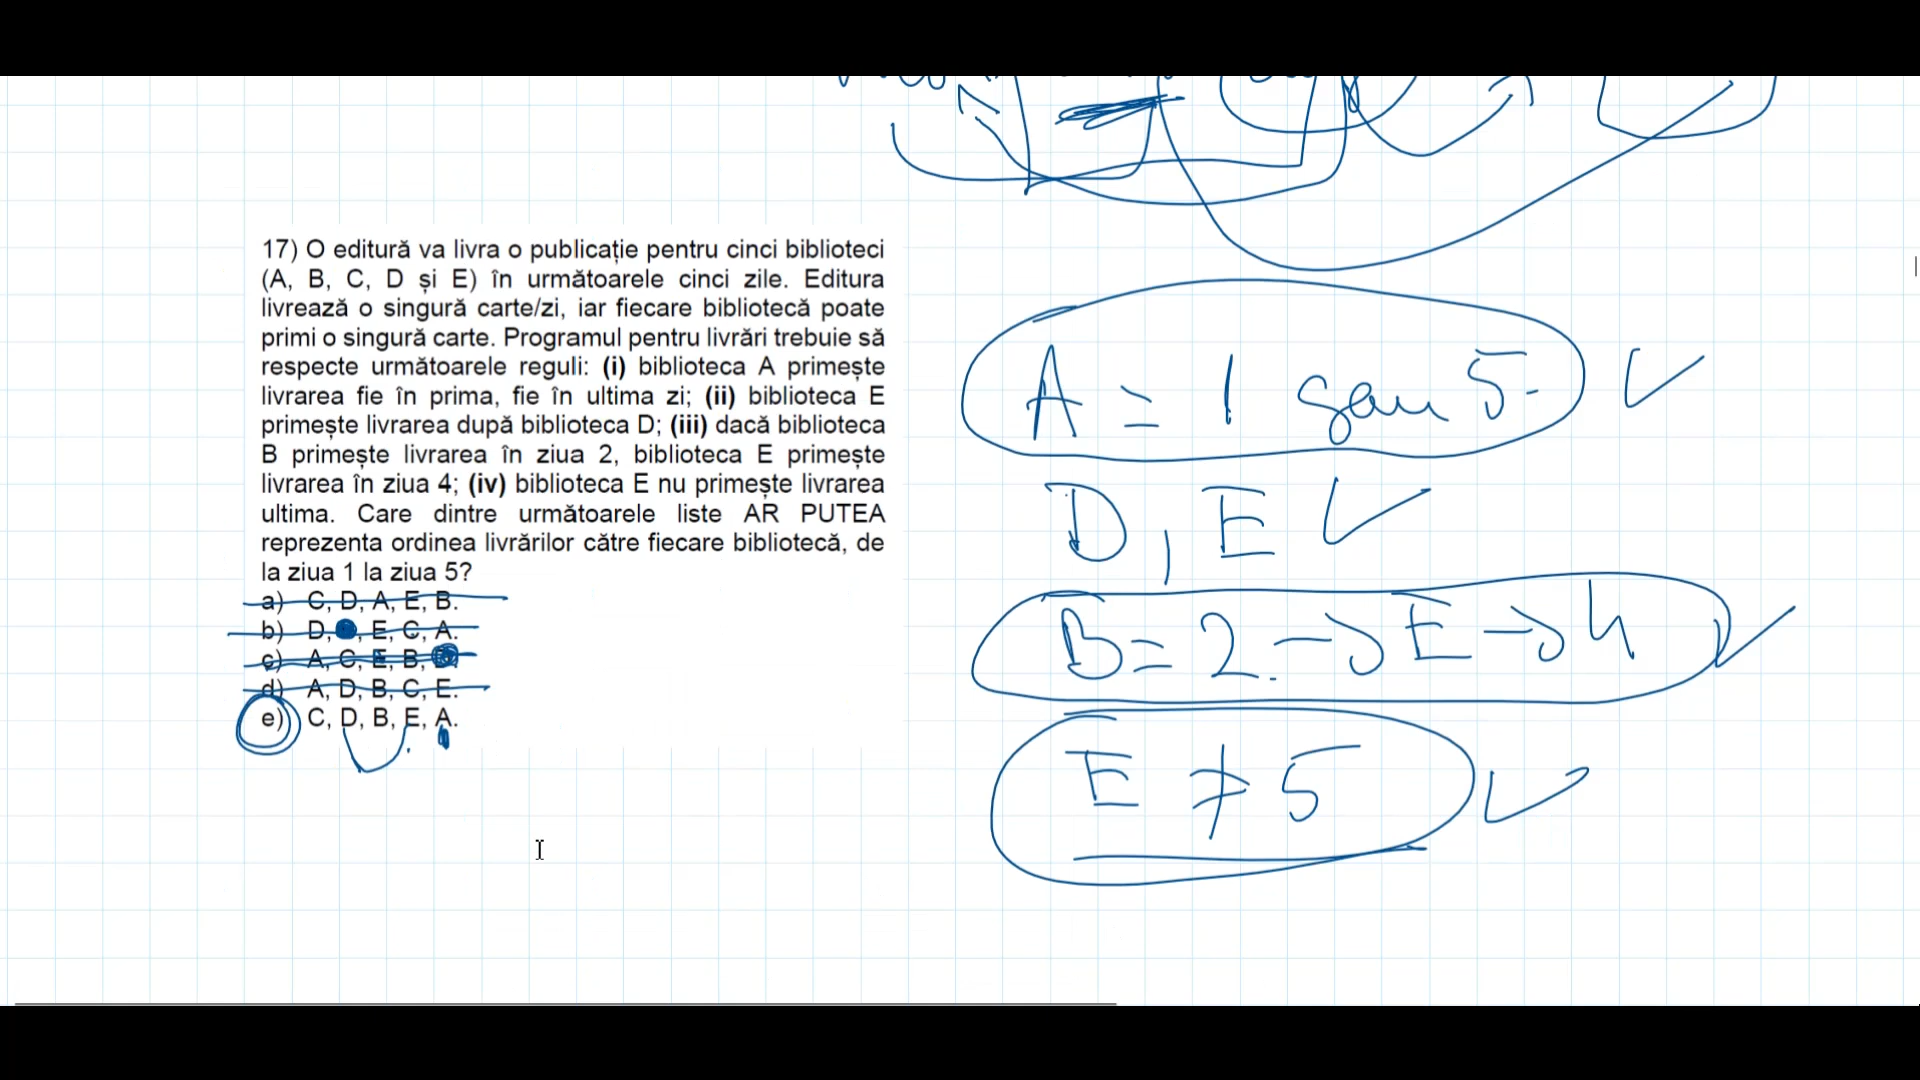 17) O editură va livra o publicație pentru cinci biblioteci
(A, B, C, D și E) în următoarele cinci zile. Editura
livrează o singură carte/zi, iar fiecare bibliotecă poate
primi o singură carte. Programul pentru livrări trebuie să
respecte următoarele reguli: (i) biblioteca A primește
livrarea fie în prima, fie în ultima zi; (ii) biblioteca E
primește livrarea după biblioteca D; (iii) dacă biblioteca
B primește livrarea în ziua 2, biblioteca E primește
livrarea în ziua 4; (iv) biblioteca E nu primește livrarea
ultima. Care dintre următoarele liste AR PUTEA
reprezenta ordinea livrărilor către fiecare bibliotecă, de
la ziua 1 la ziua 5?
a) C, D, A, E, B.
b) D, , E, C, A.
c) A, C, E, B,
d) A, D, B, C, E.
e) C, D, B, E, A.
A = 1 sau 5
D, E
B = 2 → E → 4
E ≠ 5